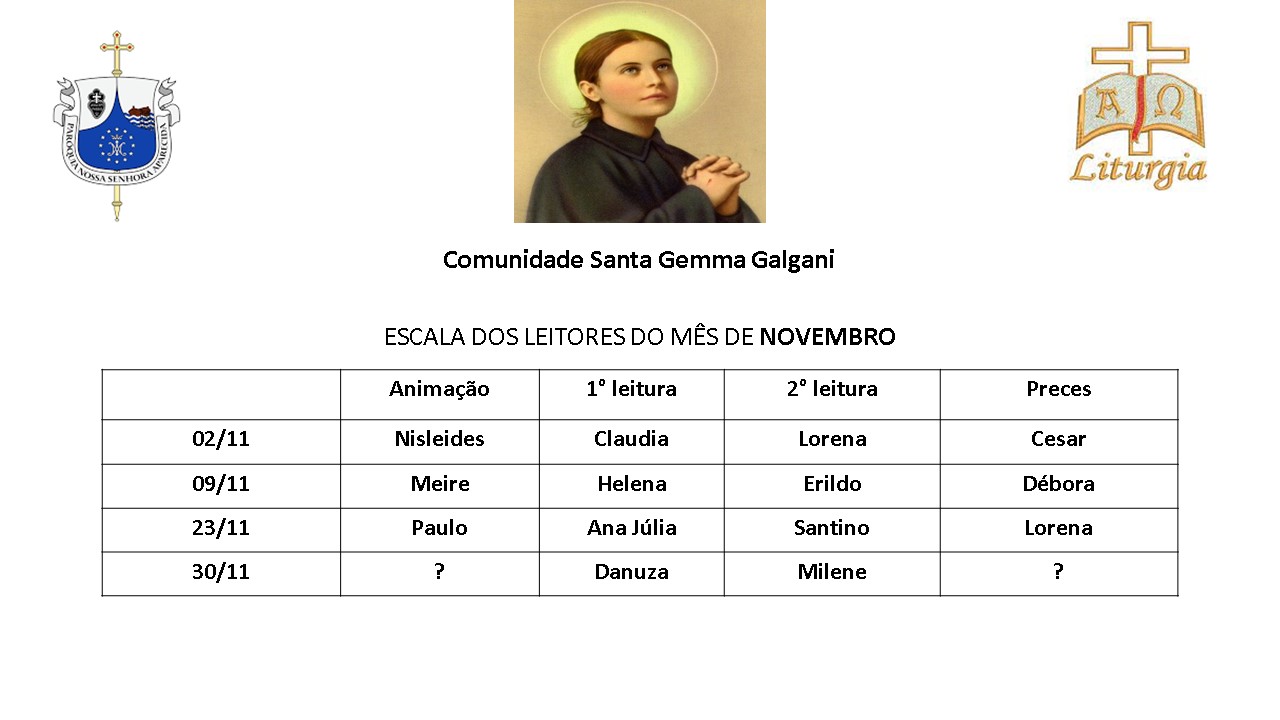 PAROQUIA NOSSA SENHORA APARECIDA
Α Ω
Liturgia
Comunidade Santa Gemma Galgani
ESCALA DOS LEITORES DO MÊS DE NOVEMBRO
Animação 1° leitura 2° leitura Preces
02/11 Nisleides Claudia Lorena Cesar
09/11 Meire Helena Erildo Débora
23/11 Paulo Ana Júlia Santino Lorena
30/11 ? Danuza Milene ?